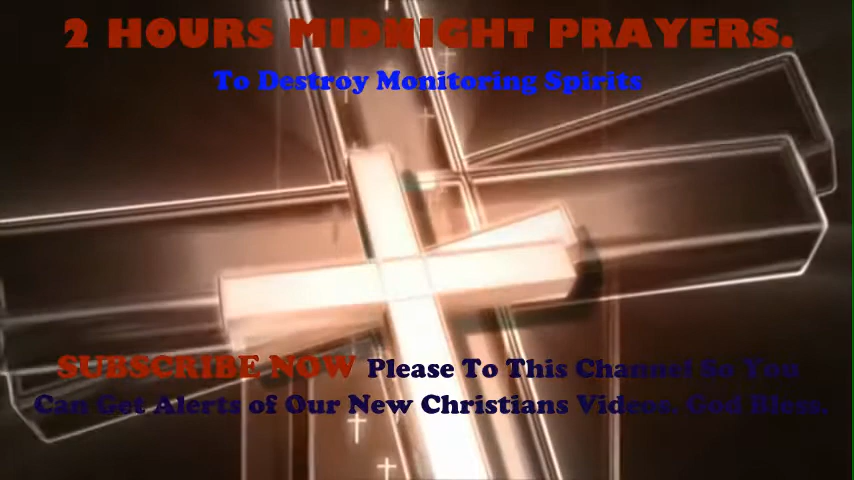 2 HOURS MIDNIGHT PRAYERS.
To Destroy Monitoring Spirits
SUBSCRIBE NOW Please To This Channel So You
Can Get Alerts of Our New Christians Videos. God Bless.